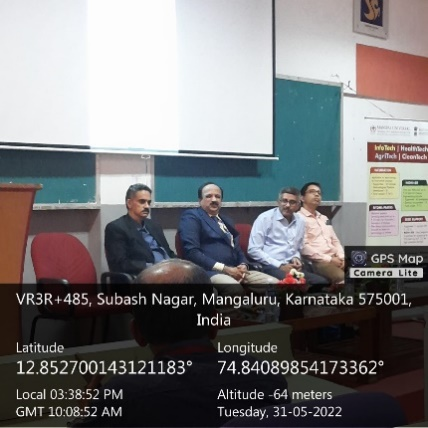 InfoTech | HealthTech
AgriTech | CleanTech
GPS Map
Camera Lite
VR3R+485, Subash Nagar, Mangaluru, Karnataka 575001,
India
Latitude
Longitude
12.852700143121183°
74.84089854173362°
Local 03:38:52 PM
Altitude -64 meters
GMT 10:08:52 AM
Tuesday, 31-05-2022